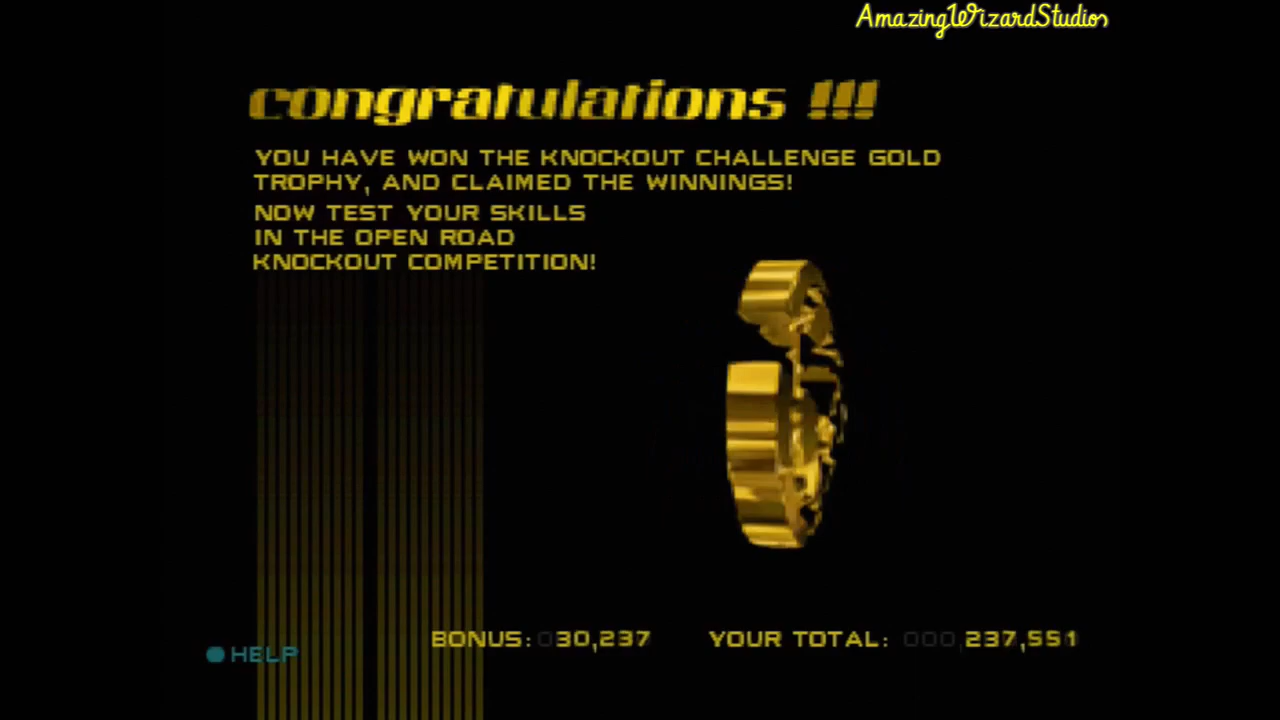 AmazingWizardStudios
congratulations !!!
YOU HAVE WON THE KNOCKOUT CHALLENGE GOLD
TROPHY, AND CLAIMED THE WINNINGS!
NOW TEST YOUR SKILLS
IN THE OPEN ROAD
KNOCKOUT COMPETITION!
BONUS: 030,237 YOUR TOTAL: 000,237,551
HELP